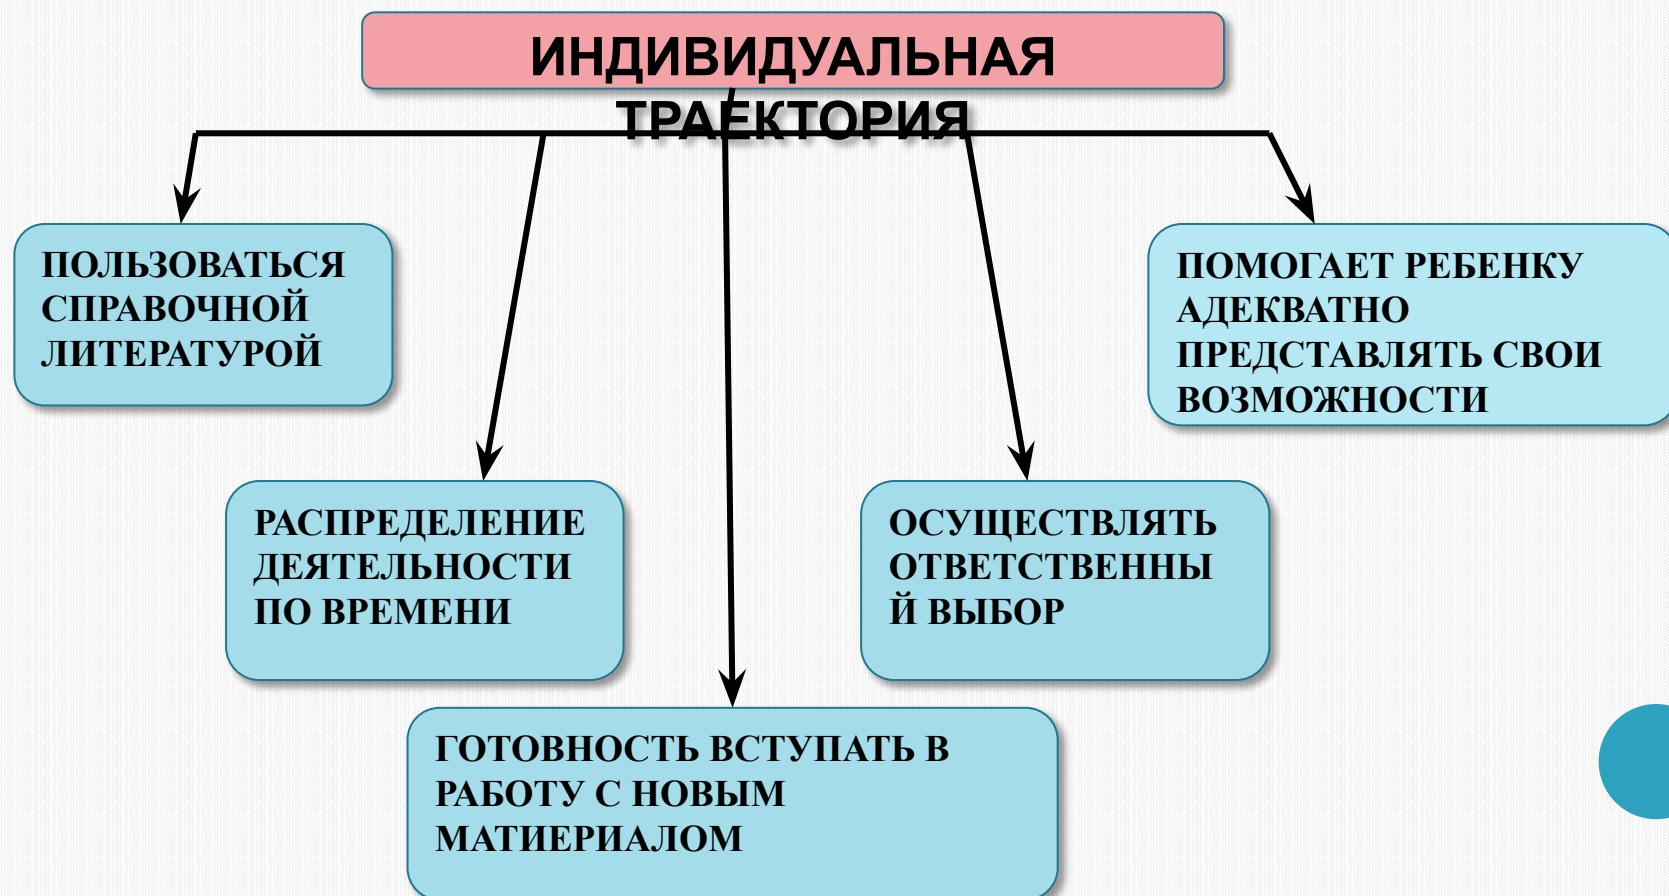 ИНДИВИДУАЛЬНАЯ
ТРАЕКТОРИЯ
ПОЛЬЗОВАТЬСЯ
СПРАВОЧНОЙ
ЛИТЕРАТУРОЙ
ПОМОГАЕТ РЕБЕНКУ
АДЕКВАТНО
ПРЕДСТАВЛЯТЬ СВОИ
ВОЗМОЖНОСТИ
РАСПРЕДЕЛЕНИЕ
ДЕЯТЕЛЬНОСТИ
ПО ВРЕМЕНИ
ОСУЩЕСТВЛЯТЬ
ОТВЕТСТВЕННЫ
Й ВЫБОР
ГОТОВНОСТЬ ВСТУПАТЬ В
РАБОТУ С НОВЫМ
МАТИЕРИАЛОМ